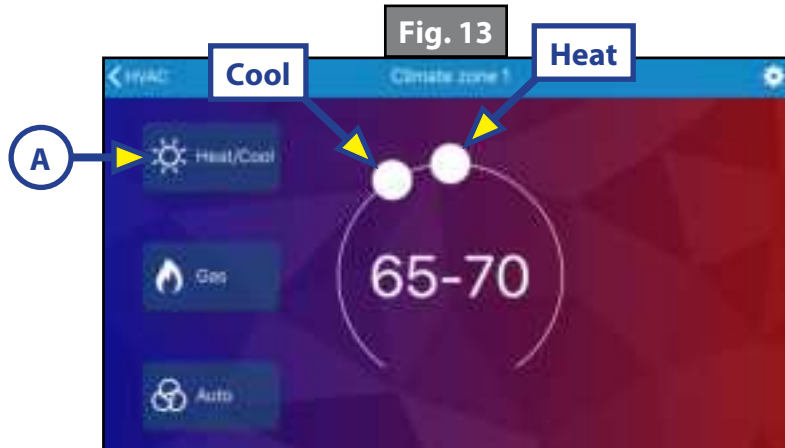 Fig. 13
Cool
Heat
HVAC
Climate zone 1
A
Heat/Cool
65-70
Gas
Auto